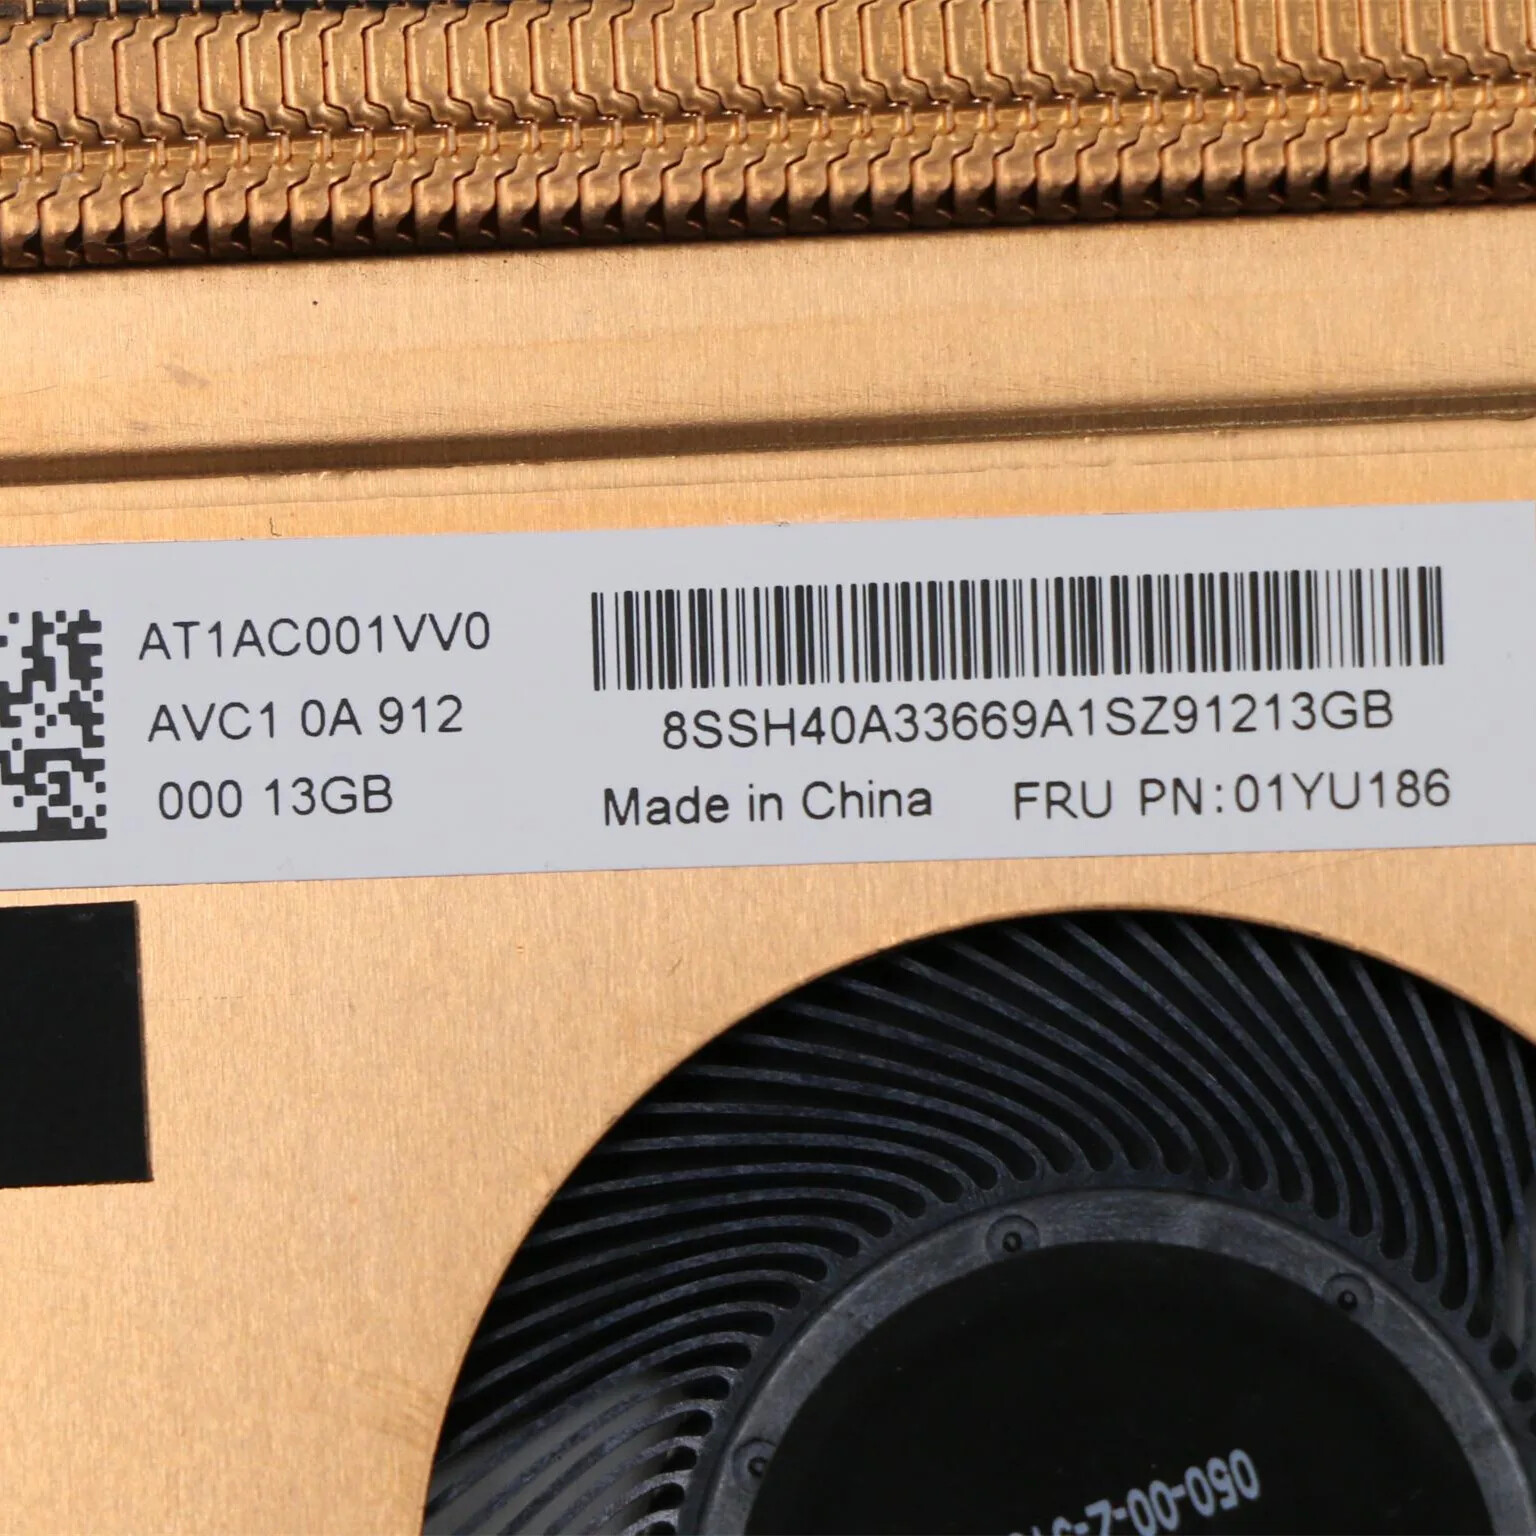 AT1AC001VV0
AVC1 0A 912
000 13GB
8SSH40A33669A1SZ91213GB
Made in China FRU PN:01YU186